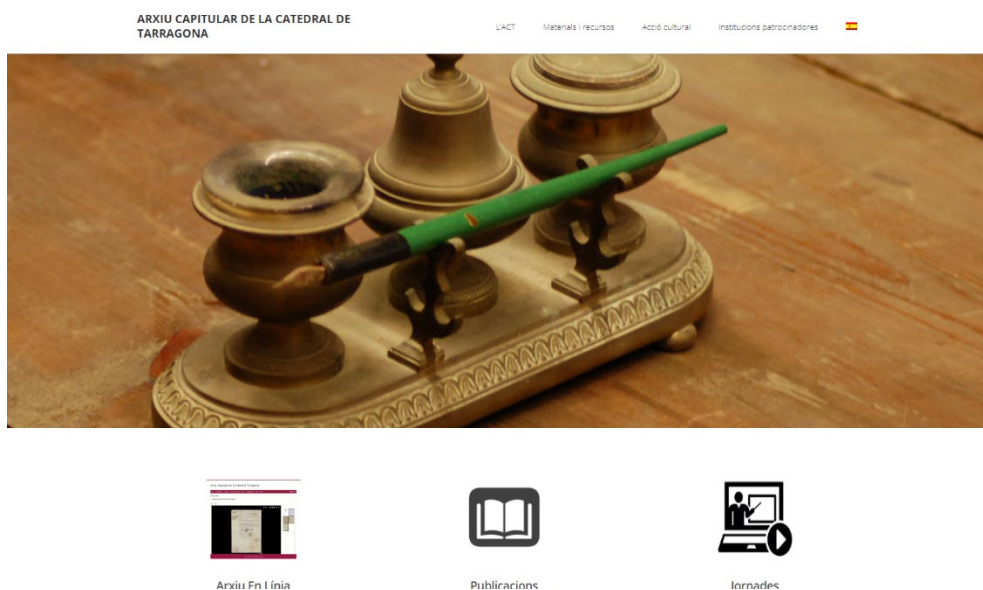 ARXIU CAPITULAR DE LA CATEDRAL DE
TARRAGONA
L'ACT
Materials i recursos
Acció cultural
Institucions patrocinadores
Arxiu En Línia
Publicacions
Jornades